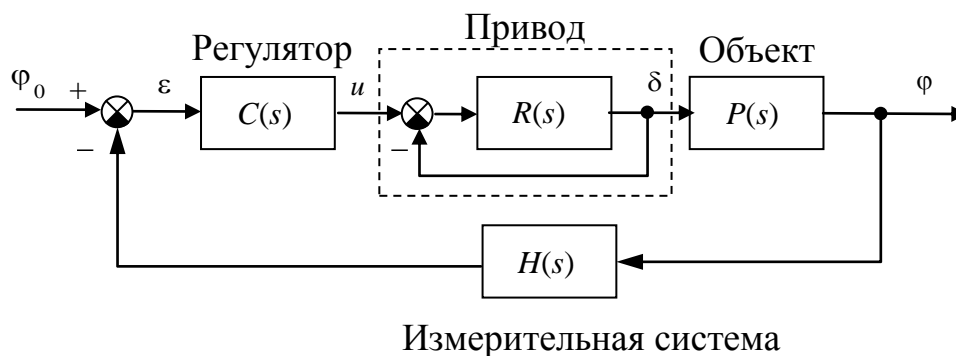 Привод
Регулятор
Объект
φ₀
+
ε
C(s)
u
R(s)
δ
P(s)
φ
−
−
H(s)
Измерительная система